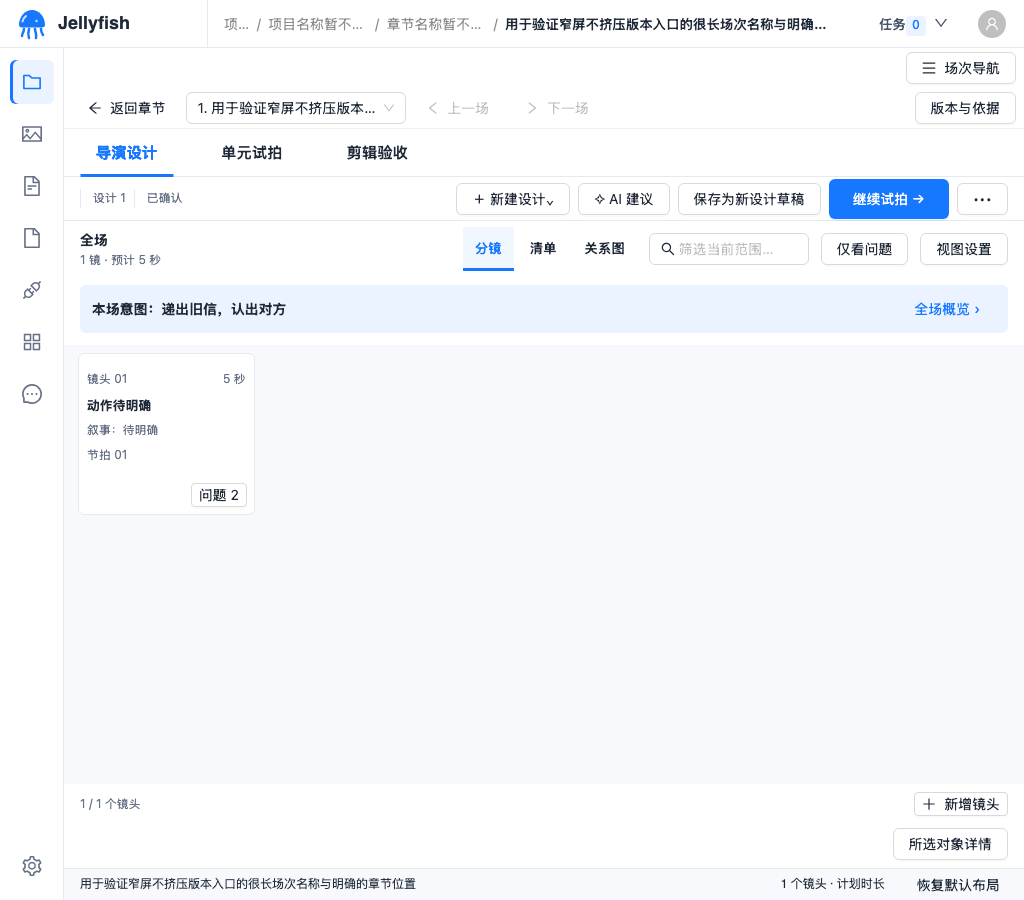 Jellyfish
项... / 项目名称暂不... / 章节名称暂不... / 用于验证窄屏不挤压版本入口的很长场次名称与明确...
任务 0
场次导航
返回章节
1. 用于验证窄屏不挤压版本...
上一场
下一场
版本与依据
导演设计
单元试拍
剪辑验收
设计 1
已确认
新建设计
AI 建议
保存为新设计草稿
继续试拍
全场
1 镜 · 预计 5 秒
分镜
清单
关系图
筛选当前范围...
仅看问题
视图设置
本场意图：递出旧信，认出对方
全场概览 ›
镜头 01
5 秒
动作待明确
叙事：待明确
节拍 01
问题 2
1 / 1 个镜头
新增镜头
所选对象详情
用于验证窄屏不挤压版本入口的很长场次名称与明确的章节位置
1 个镜头 · 计划时长
恢复默认布局